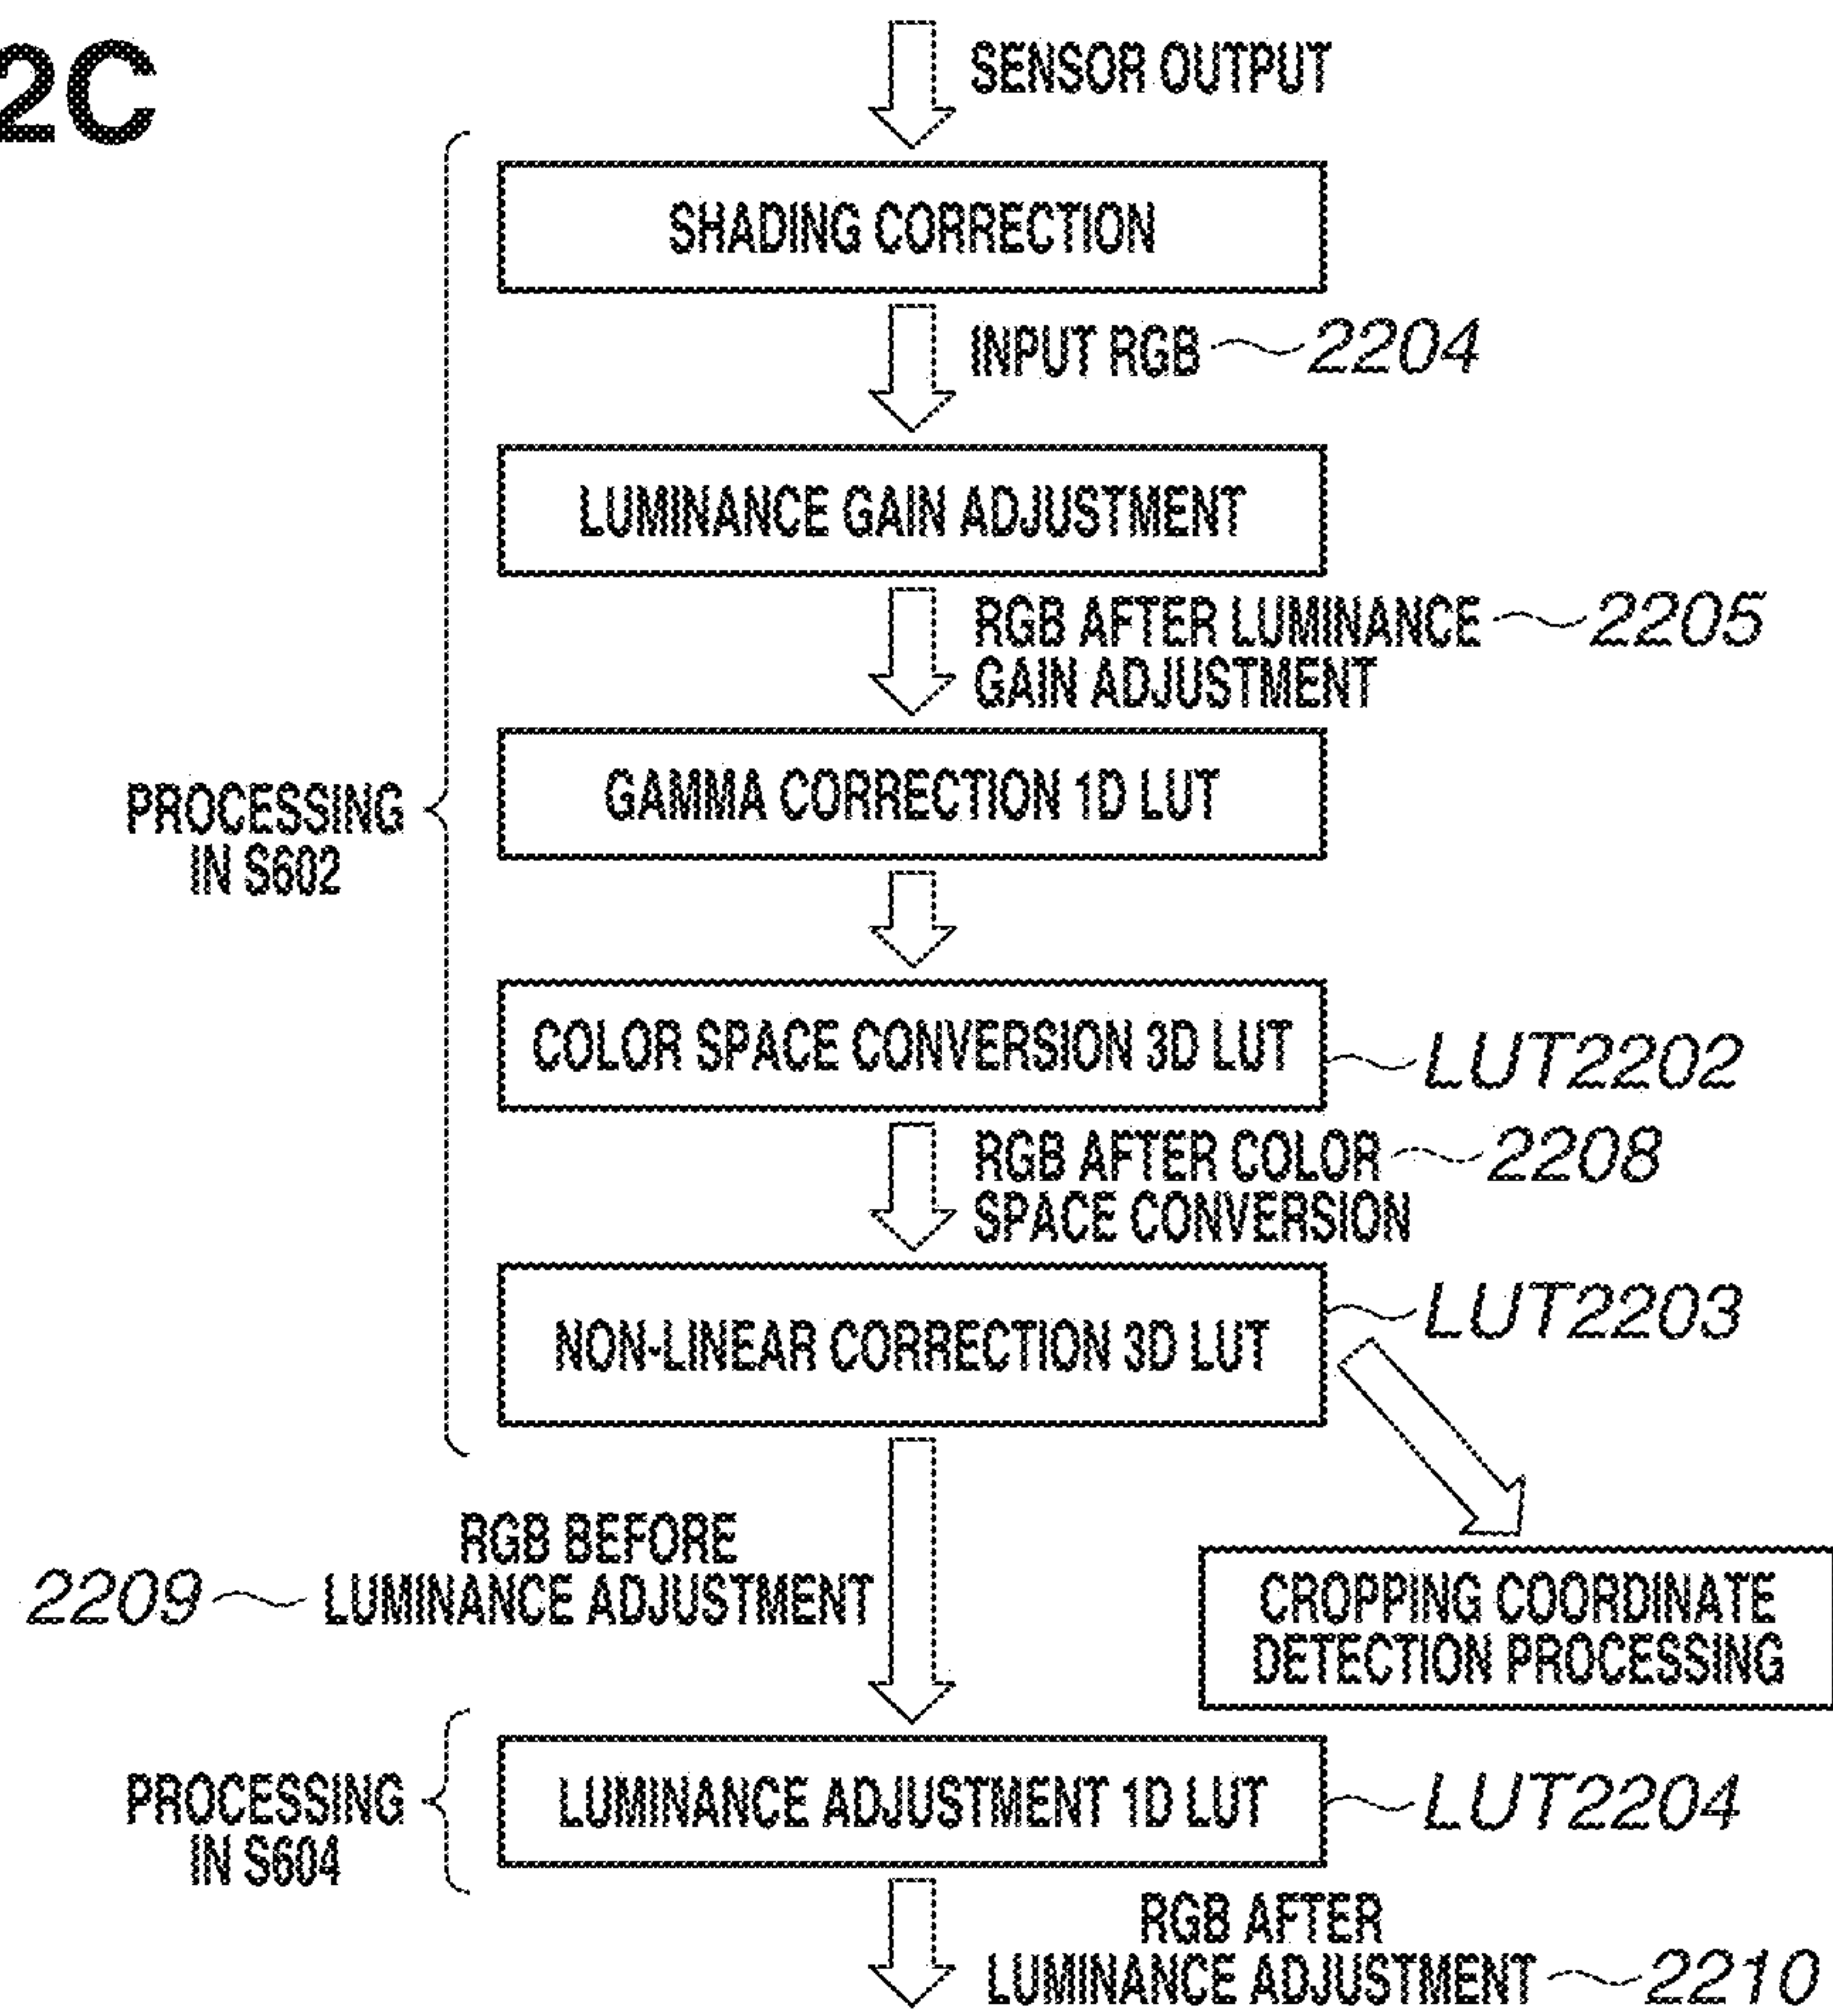 2C
SENSOR OUTPUT
SHADING CORRECTION
INPUT RGB 2204
LUMINANCE GAIN ADJUSTMENT
RGB AFTER LUMINANCE 2205
GAIN ADJUSTMENT
GAMMA CORRECTION 1D LUT
PROCESSING
IN S602
COLOR SPACE CONVERSION 3D LUT LUT2202
RGB AFTER COLOR 2208
SPACE CONVERSION
NON-LINEAR CORRECTION 3D LUT LUT2203
RGB BEFORE
2209 LUMINANCE ADJUSTMENT
CROPPING COORDINATE
DETECTION PROCESSING
PROCESSING
IN S604
LUMINANCE ADJUSTMENT 1D LUT LUT2204
RGB AFTER
LUMINANCE ADJUSTMENT 2210